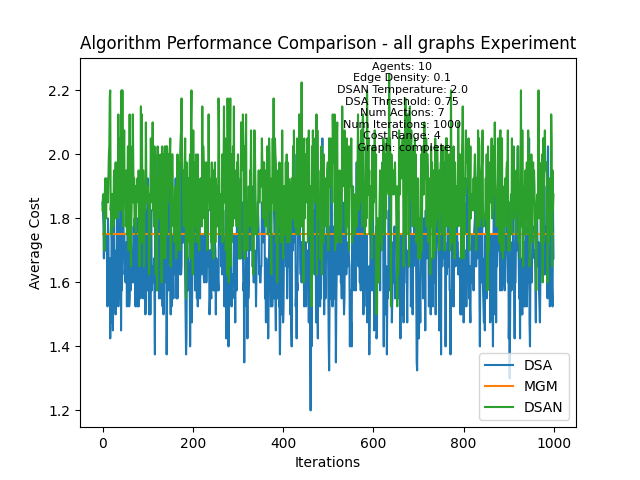 Algorithm Performance Comparison - all graphs Experiment
Agents: 10
Edge Density: 0.1
DSAN Temperature: 2.0
DSA Threshold: 0.75
Num Actions: 7
Num Iterations: 1000
Cost Range: 4
Graph: complete
Average Cost
2.2
2.0
1.8
1.6
1.4
1.2
DSA
MGM
DSAN
0
200
400
600
800
1000
Iterations